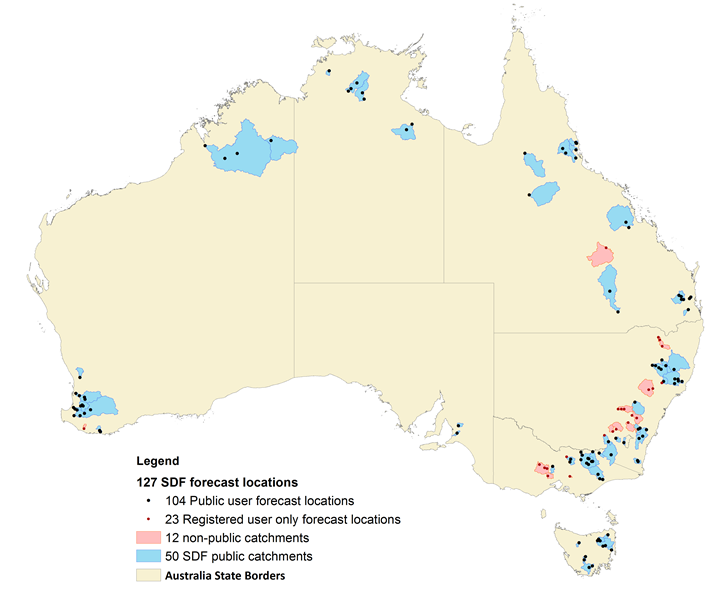 Legend
127 SDF forecast locations
104 Public user forecast locations
23 Registered user only forecast locations
12 non-public catchments
50 SDF public catchments
Australia State Borders